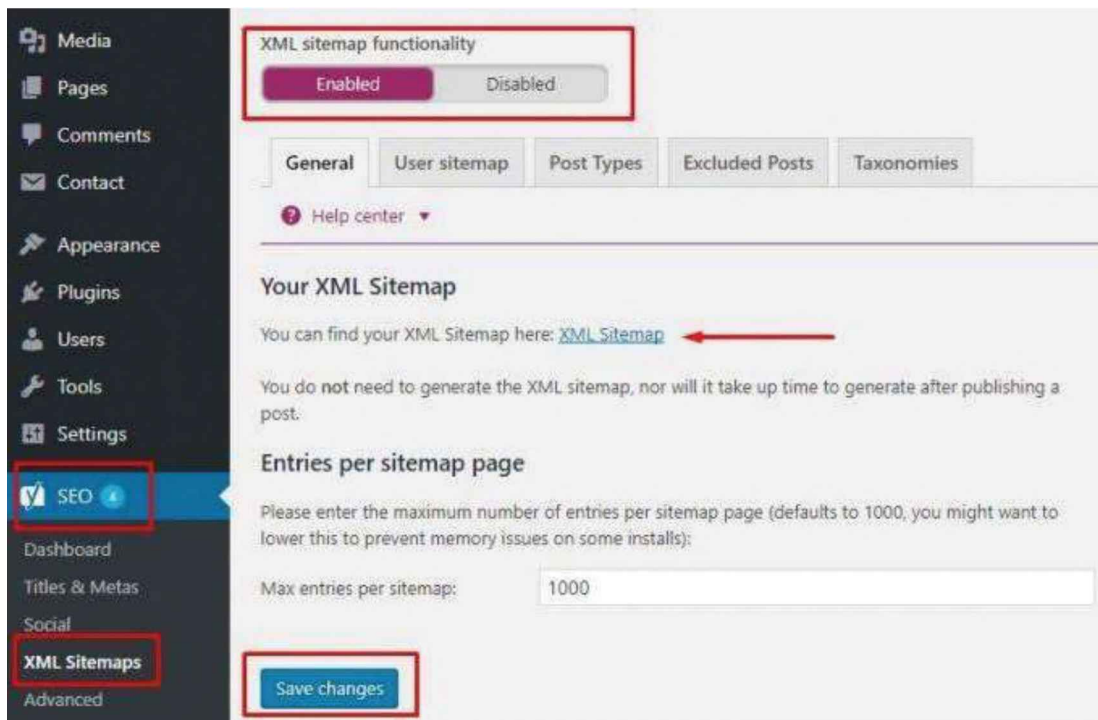 Media
Pages
Comments
Contact
Appearance
Plugins
Users
Tools
Settings
SEO 4
Dashboard
Titles & Metas
Social
XML Sitemaps
Advanced
XML sitemap functionality
Enabled Disabled
General User sitemap Post Types Excluded Posts Taxonomies
? Help center
Your XML Sitemap
You can find your XML Sitemap here: XML Sitemap
You do not need to generate the XML sitemap, nor will it take up time to generate after publishing a
post.
Entries per sitemap page
Please enter the maximum number of entries per sitemap page (defaults to 1000, you might want to
lower this to prevent memory issues on some installs):
Max entries per sitemap: 1000
Save changes